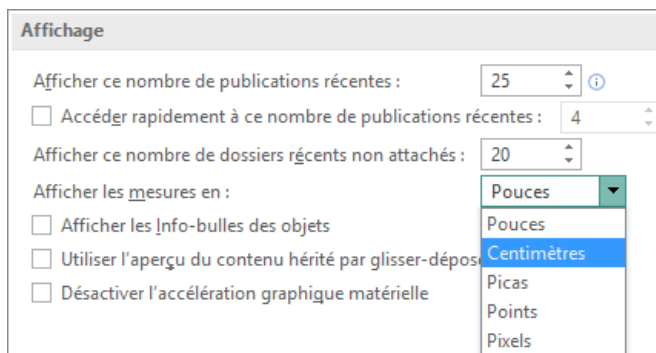 Affichage
Afficher ce nombre de publications récentes : 25
Accéder rapidement à ce nombre de publications récentes : 4
Afficher ce nombre de dossiers récents non attachés : 20
Afficher les mesures en : Pouces
Afficher les Info-bulles des objets Pouces
Utiliser l'aperçu du contenu hérité par glisser-dépose Centimètres
Désactiver l'accélération graphique matérielle Picas
Points
Pixels